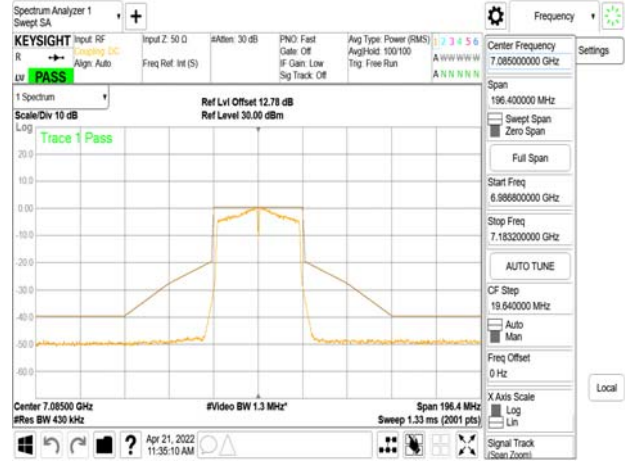 Spectrum Analyzer 1
Swept SA
+
Frequency
KEYSIGHT
R
LV PASS
Input: RF
Coupling: DC
Align: Auto
Input Z: 50 Ω
Freq Ref: Int (S)
#Atten: 30 dB
PNO: Fast
Gate: Off
IF Gain: Low
Sig Track: Off
Avg Type: Power (RMS)
Avg|Hold: 100/100
Trig: Free Run
1 2 3 4 5 6
A W W W W W
A N N N N N
1 Spectrum
Scale/Div 10 dB
Ref Lvl Offset 12.78 dB
Ref Level 30.00 dBm
Log
Trace 1 Pass
20.0
10.0
0.00
-10.0
-20.0
-30.0
-40.0
-50.0
-60.0
Center 7.08500 GHz
#Res BW 430 kHz
#Video BW 1.3 MHz*
Span 196.4 MHz
Sweep 1.33 ms (2001 pts)
Apr 21, 2022
11:35:10 AM
?
Center Frequency
7.085000000 GHz
Settings
Span
196.400000 MHz
Swept Span
Zero Span
Full Span
Start Freq
6.986800000 GHz
Stop Freq
7.183200000 GHz
AUTO TUNE
CF Step
19.640000 MHz
Auto
Man
Freq Offset
0 Hz
X Axis Scale
Log
Lin
Local
Signal Track
(Span Zoom)